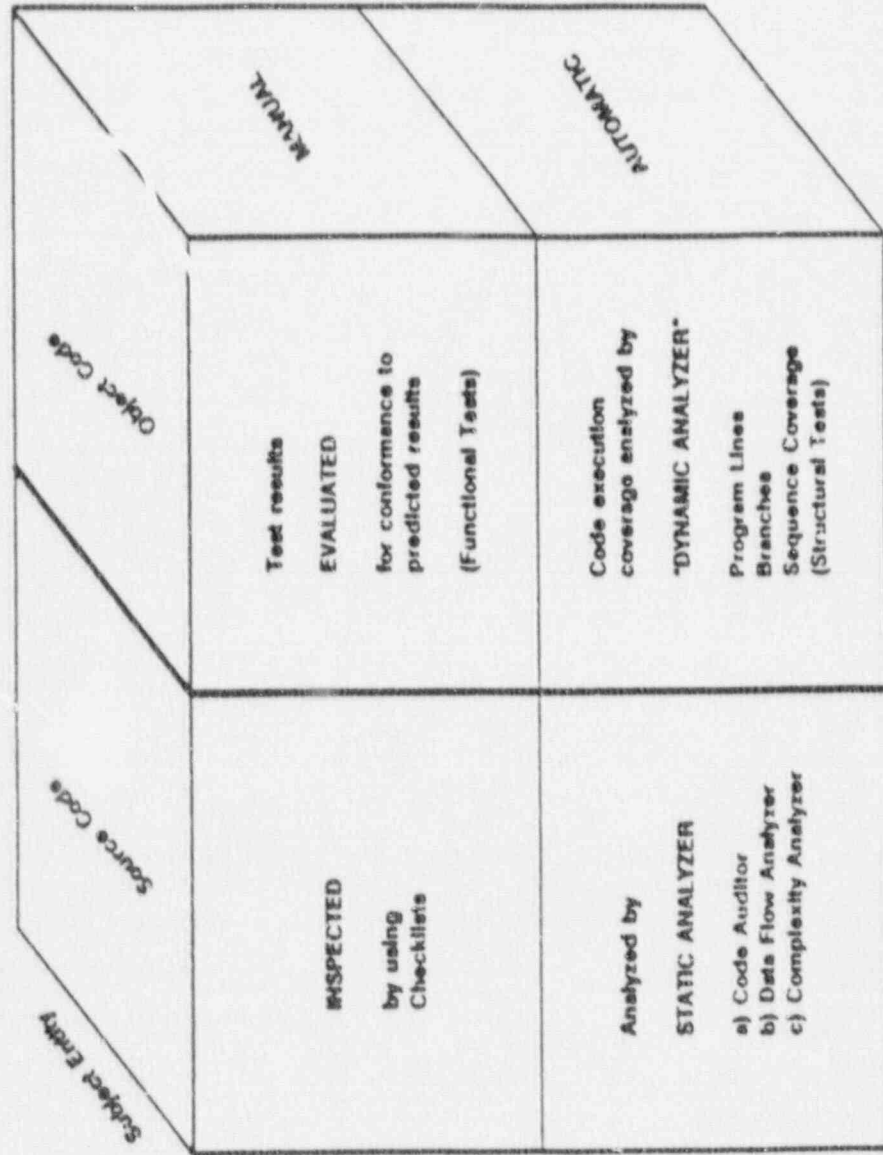 Subject Entity
Source Code
Object Code
MANUAL
AUTOMATIC
INSPECTED
by using
Checklists
Test results
EVALUATED
for conformance to
predicted results
(Functional Tests)
Analyzed by
STATIC ANALYZER
a) Code Auditor
b) Data Flow Analyzer
c) Complexity Analyzer
Code execution
coverage analyzed by
"DYNAMIC ANALYZER"
Program Lines
Branches
Sequence Coverage
(Structural Tests)